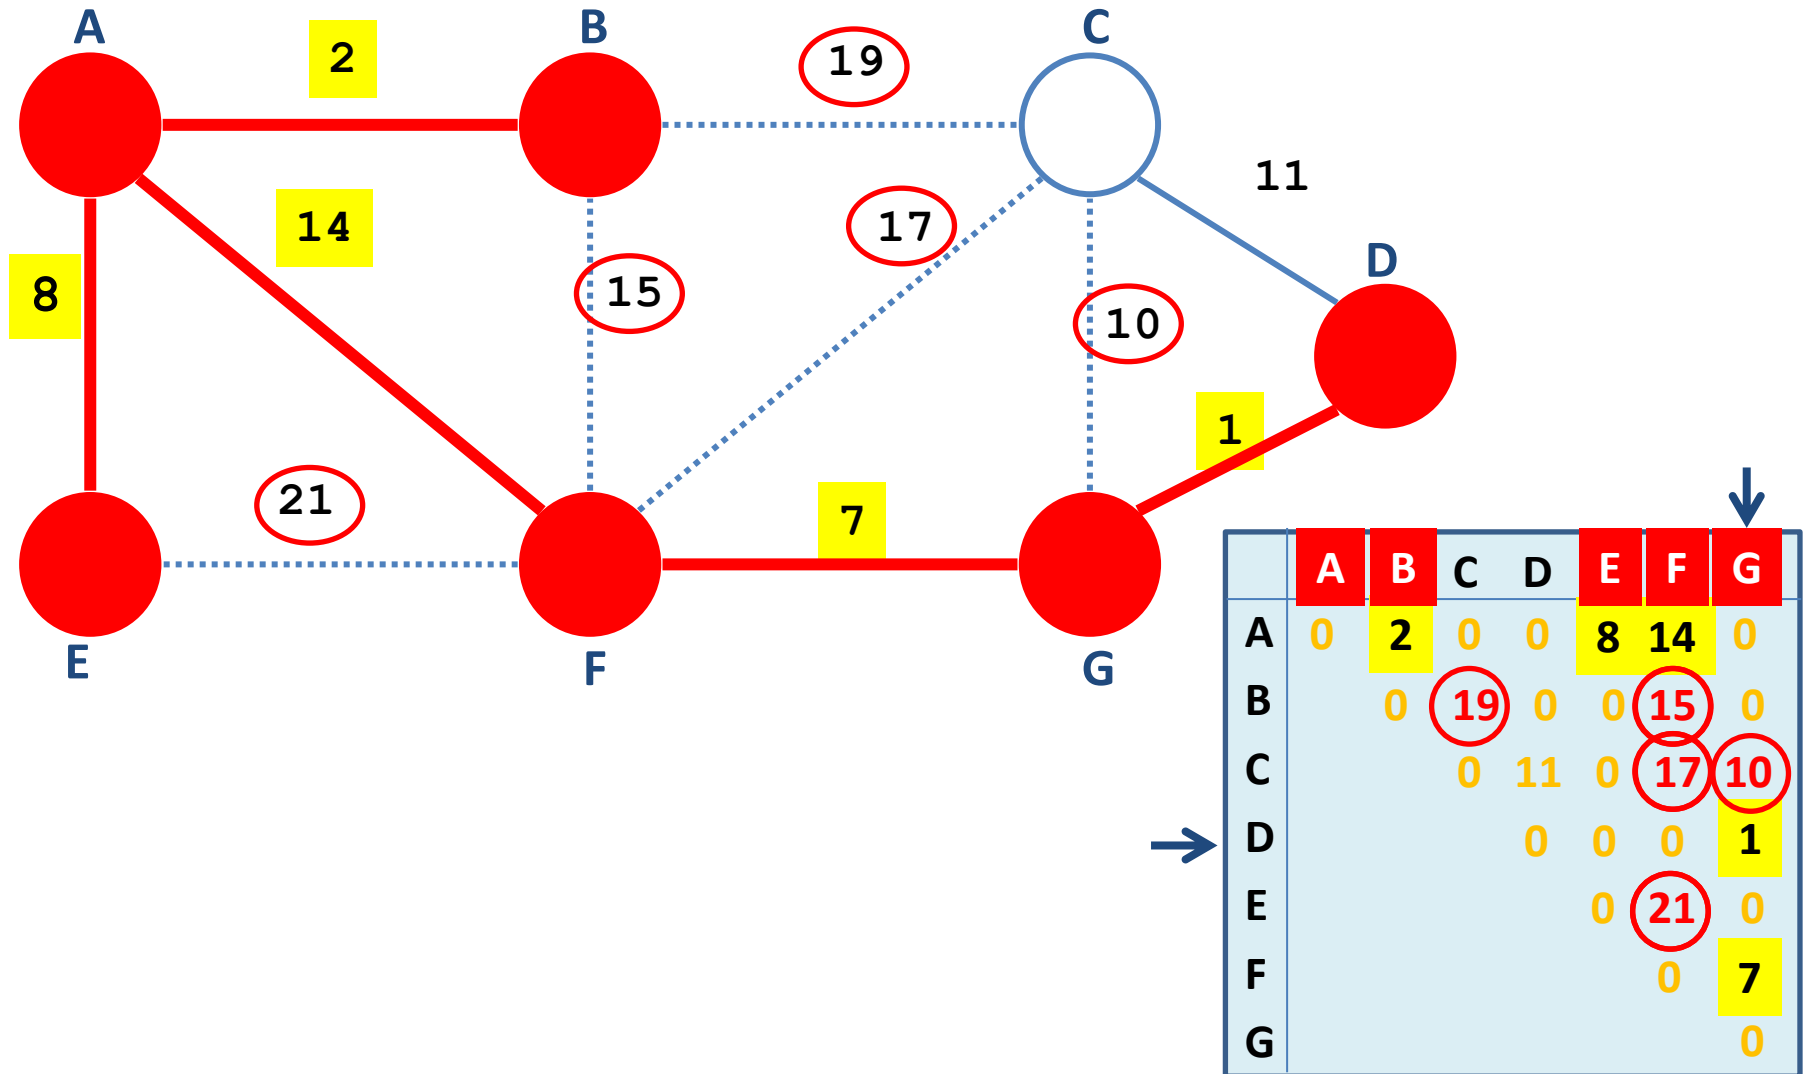 A B C
2 19
14 17 11
8 15 10 D
1
21 7
E F G
A B C D E F G
A 0 2 0 0 8 14 0
B 0 19 0 0 15 0
C 0 11 0 17 10
D 0 0 0 1
E 0 21 0
F 0 7
G 0